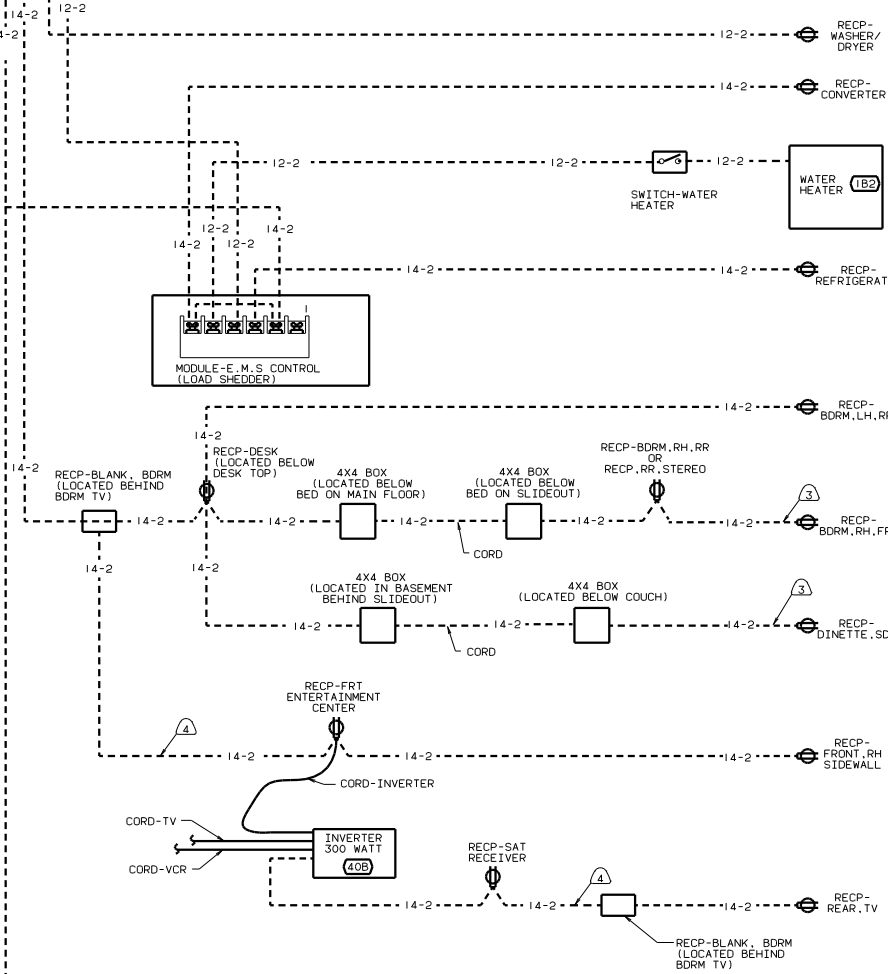 14-2
12-2
4-2
12-2
RECP-
WASHER/
DRYER
14-2
RECP-
CONVERTER
12-2
12-2
12-2
WATER
HEATER
1B2
SWITCH-WATER
HEATER
12-2
14-2
14-2
12-2
14-2
14-2
RECP-
REFRIGERAT
MODULE-E.M.S CONTROL
(LOAD SHEDDER)
14-2
RECP-
BDRM,LH,RR
14-2
14-2
RECP-DESK
(LOCATED BELOW
DESK TOP)
RECP-BLANK, BDRM
(LOCATED BEHIND
BDRM TV)
4X4 BOX
(LOCATED BELOW
BED ON MAIN FLOOR)
4X4 BOX
(LOCATED BELOW
BED ON SLIDEOUT)
RECP-BDRM,RH,RR
OR
RECP,RR,STEREO
3
14-2
14-2
14-2
14-2
14-2
RECP-
BDRM,RH,FR
CORD
14-2
14-2
4X4 BOX
(LOCATED IN BASEMENT
BEHIND SLIDEOUT)
4X4 BOX
(LOCATED BELOW COUCH)
3
14-2
14-2
14-2
RECP-
DINETTE,SD
CORD
RECP-FRT
ENTERTAINMENT
CENTER
4
14-2
14-2
14-2
RECP-
FRONT,RH
SIDEWALL
CORD-INVERTER
CORD-TV
CORD-VCR
INVERTER
300 WATT
40B
RECP-SAT
RECEIVER
4
14-2
14-2
14-2
RECP-
REAR,TV
RECP-BLANK, BDRM
(LOCATED BEHIND
BDRM TV)